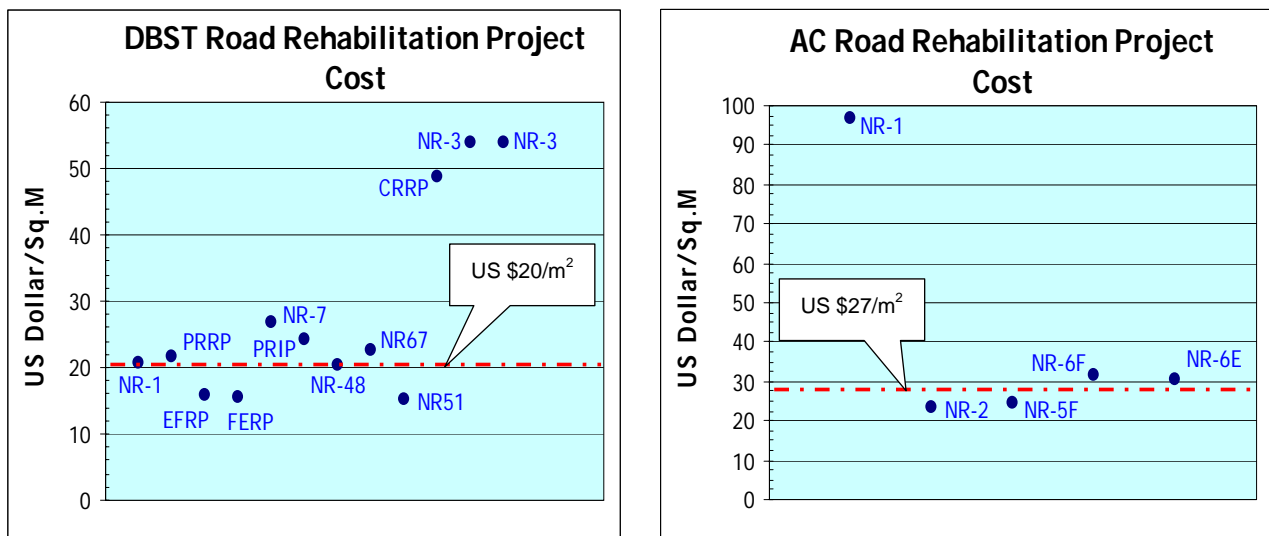 DBST Road Rehabilitation Project
Cost
US Dollar/Sq.M
60
50
40
30
20
10
0
NR-3
NR-3
CRRP
US $20/m²
NR-7
PRRP
PRIP
NR67
NR-1
NR-48
EFRP
FERP
NR51
AC Road Rehabilitation Project
Cost
US Dollar/Sq.M
100
90
80
70
60
50
40
30
20
10
0
NR-1
US $27/m²
NR-6F
NR-6E
NR-2
NR-5F